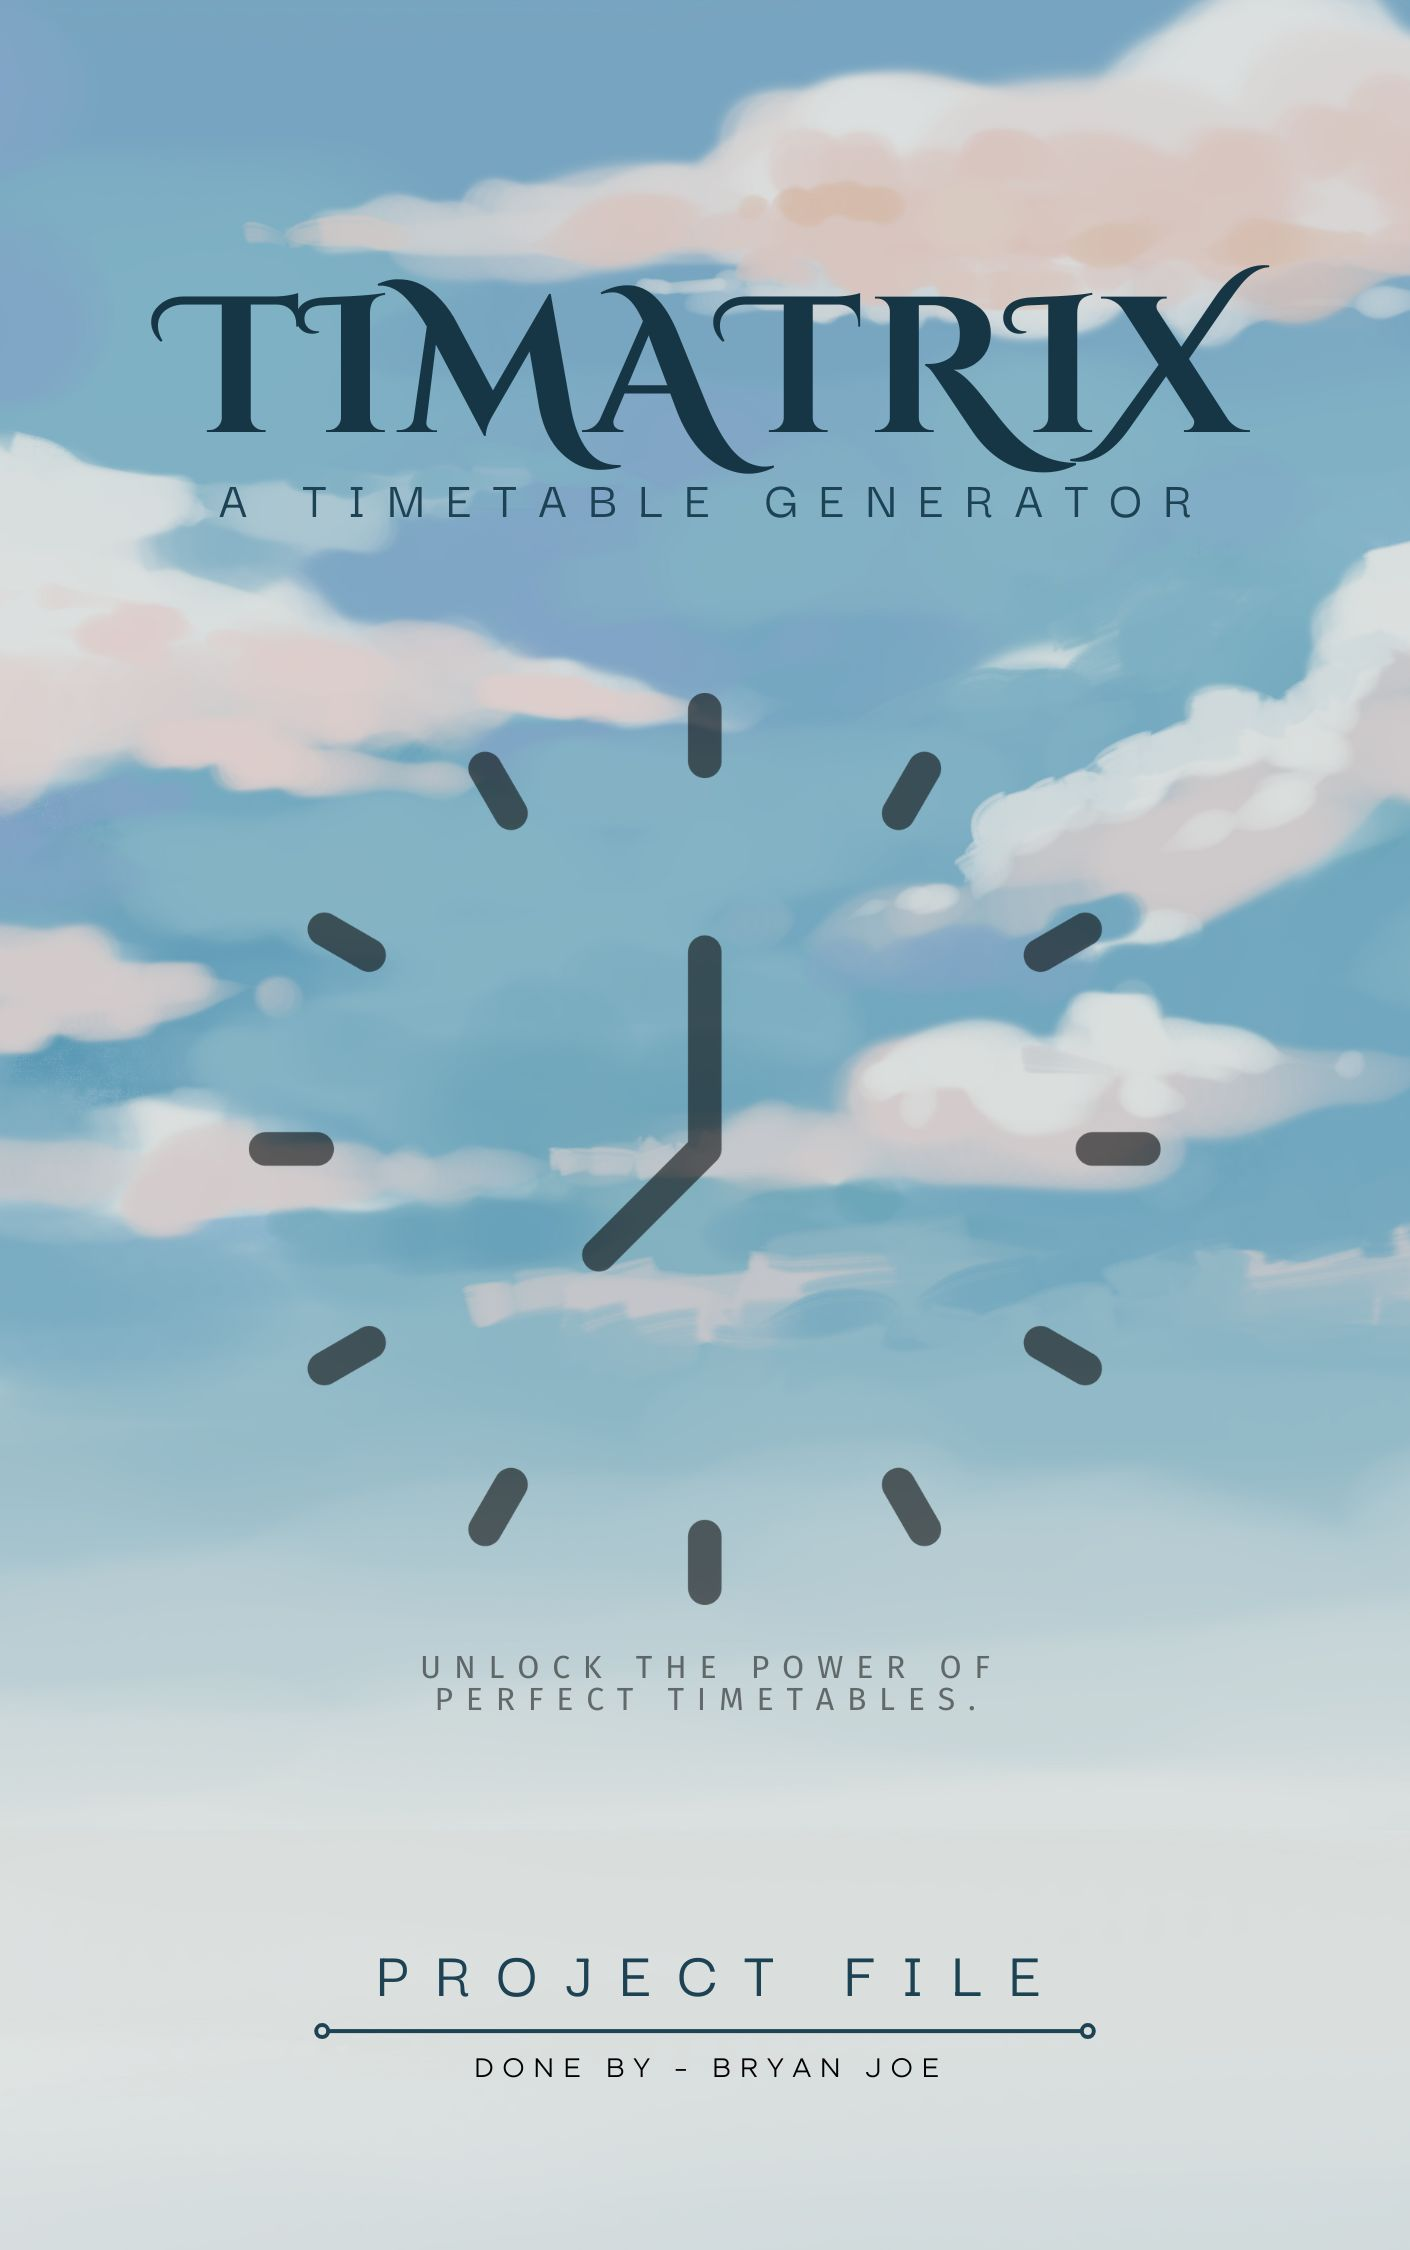 TIMATRIX
A TIMETABLE GENERATOR
UNLOCK THE POWER OF
PERFECT TIMETABLES.
PROJECT FILE
DONE BY – BRYAN JOE